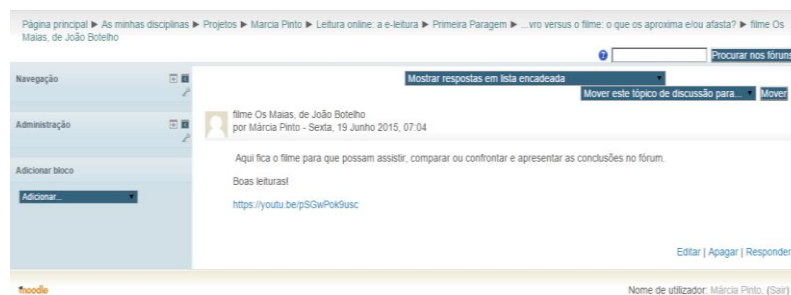 Página principal ► As minhas disciplinas ► Projetos ► Marcia Pinto ► Leitura online: a e-leitura ► Primeira Paragem ► ...vro versus o filme: o que os aproxima e/ou afasta? ► filme Os
Maias, de João Botelho
Procurar nos fóruns
Navegação
Mostrar respostas em lista encadeada
Mover este tópico de discussão para...
Mover
Administração
filme Os Maias, de João Botelho
por Márcia Pinto - Sexta, 19 Junho 2015, 07:04
Aqui fica o filme para que possam assistir, comparar ou confrontar e apresentar as conclusões no fórum.
Adicionar bloco
Boas leituras!
Adicionar...
https://youtu.be/pSGwPok9usc
Editar | Apagar | Responder
moodle
Nome de utilizador: Márcia Pinto. (Sair)